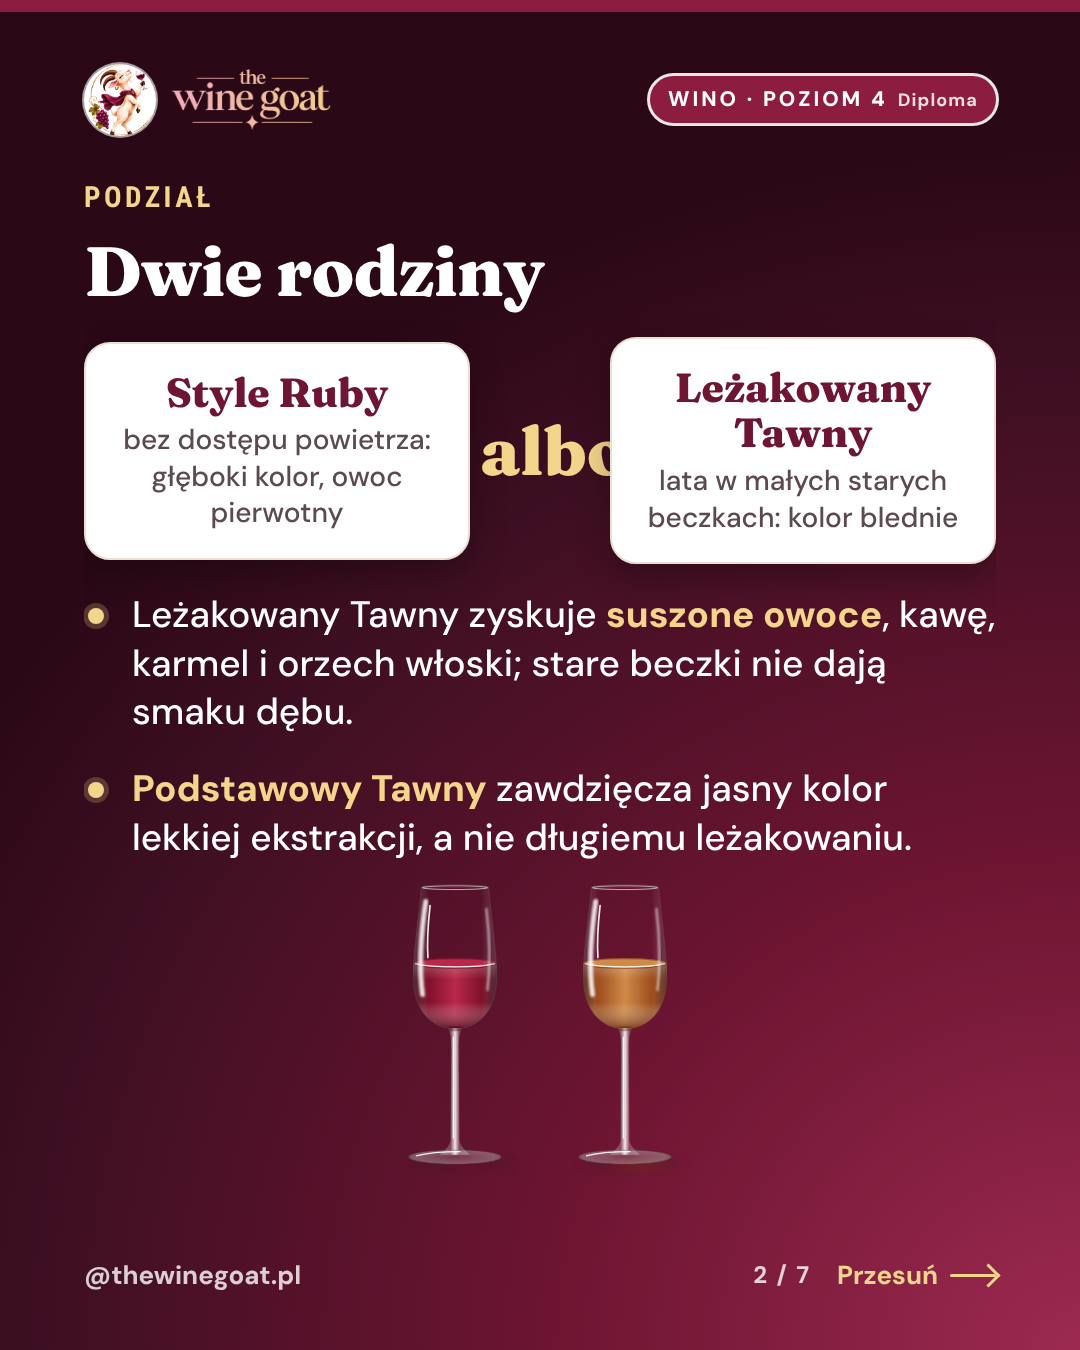 the
wine goat
WINO · POZIOM 4 Diploma
PODZIAŁ
Dwie rodziny
Style Ruby
bez dostępu powietrza:
głęboki kolor, owoc
pierwotny
albo
Leżakowany
Tawny
lata w małych starych
beczkach: kolor blednie
Leżakowany Tawny zyskuje suszone owoce, kawę,
karmel i orzech włoski; stare beczki nie dają
smaku dębu.
Podstawowy Tawny zawdzięcza jasny kolor
lekkiej ekstrakcji, a nie długiemu leżakowaniu.
@thewinegoat.pl
2 / 7 Przesuń